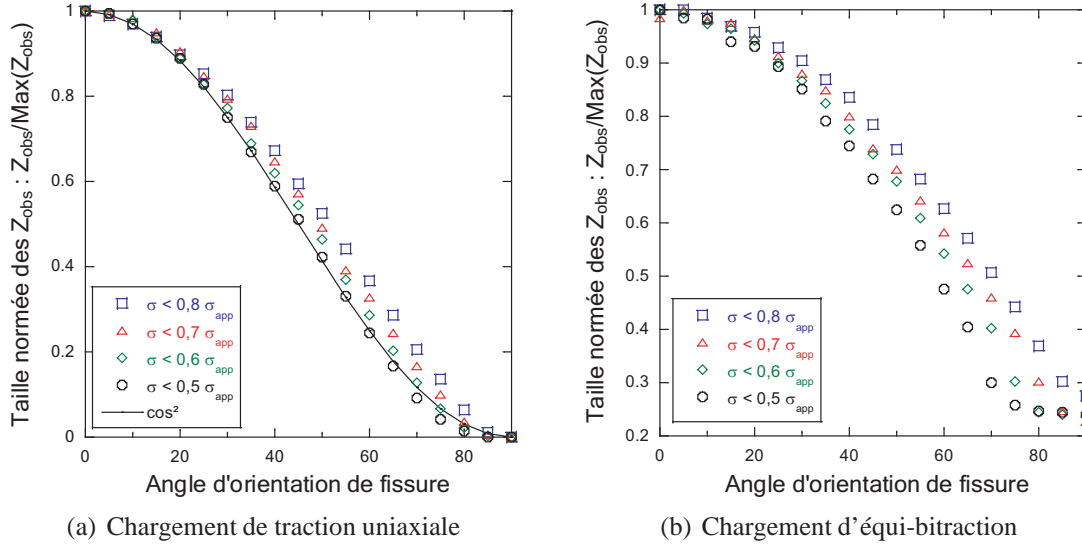 Taille normée des Z_obs : Z_obs/Max(Z_obs)
1
0.8
0.6
0.4
0.2
0
σ < 0,8 σ_app
σ < 0,7 σ_app
σ < 0,6 σ_app
σ < 0,5 σ_app
cos²
0 20 40 60 80
Angle d'orientation de fissure
(a) Chargement de traction uniaxiale
Taille normée des Z_obs : Z_obs/Max(Z_obs)
1
0.9
0.8
0.7
0.6
0.5
0.4
0.3
0.2
σ < 0,8 σ_app
σ < 0,7 σ_app
σ < 0,6 σ_app
σ < 0,5 σ_app
0 20 40 60 80
Angle d'orientation de fissure
(b) Chargement d'équi-bitraction